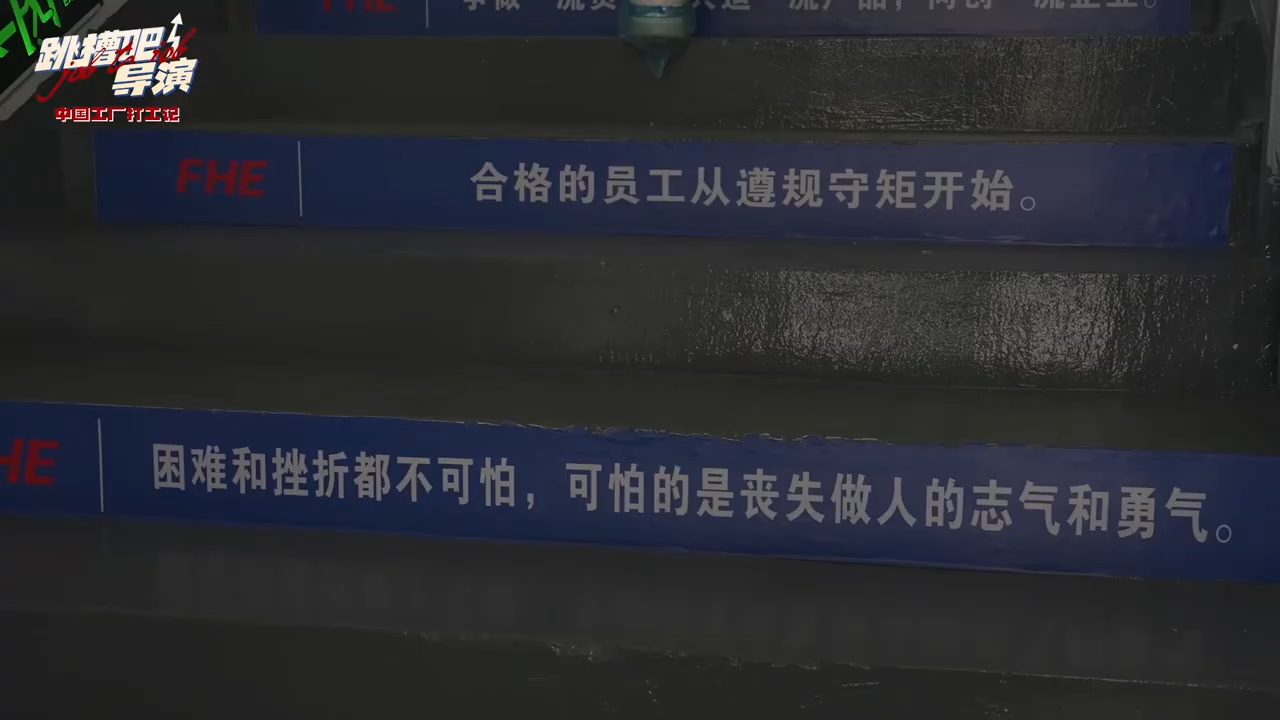 跳槽吧
导演
中国工厂打工记
FHE
合格的员工从遵规守矩开始。
HE
困难和挫折都不可怕，可怕的是丧失做人的志气和勇气。